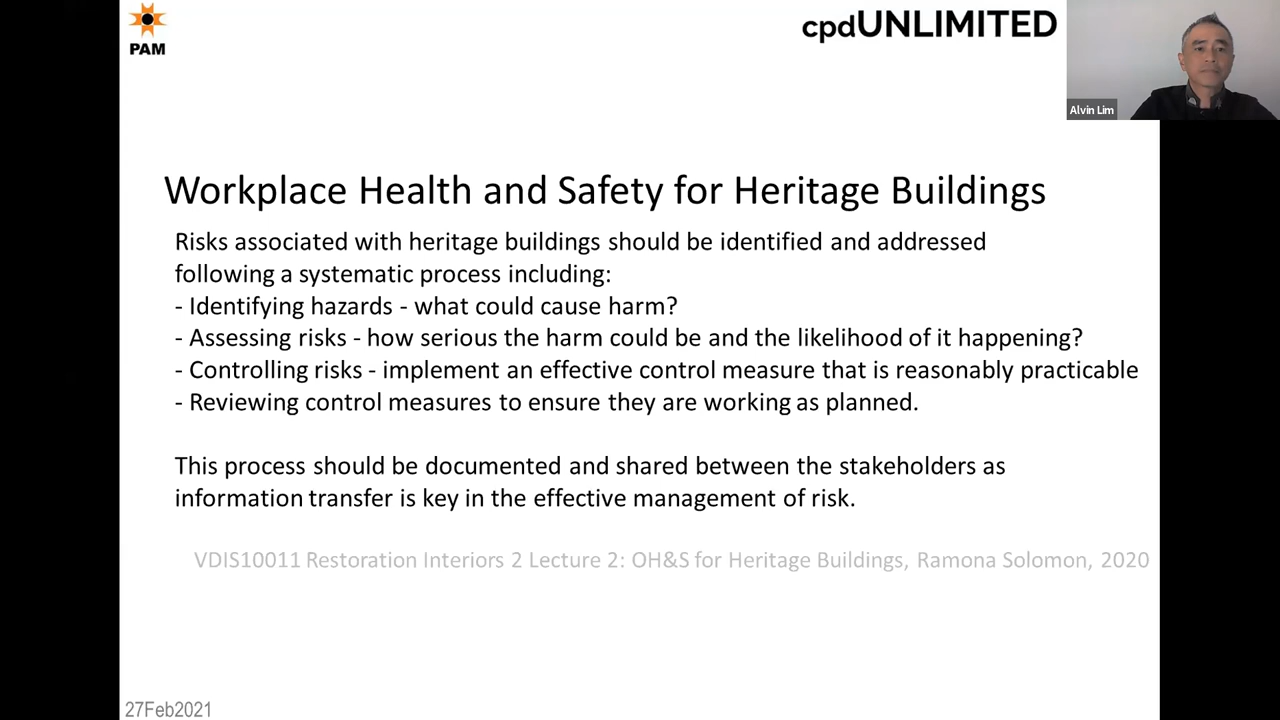 PAM
cpdUNLIMITED
Alvin Lim
Workplace Health and Safety for Heritage Buildings
Risks associated with heritage buildings should be identified and addressed
following a systematic process including:
- Identifying hazards - what could cause harm?
- Assessing risks - how serious the harm could be and the likelihood of it happening?
- Controlling risks - implement an effective control measure that is reasonably practicable
- Reviewing control measures to ensure they are working as planned.
This process should be documented and shared between the stakeholders as
information transfer is key in the effective management of risk.
VDIS10011 Restoration Interiors 2 Lecture 2: OH&S for Heritage Buildings, Ramona Solomon, 2020
27Feb2021